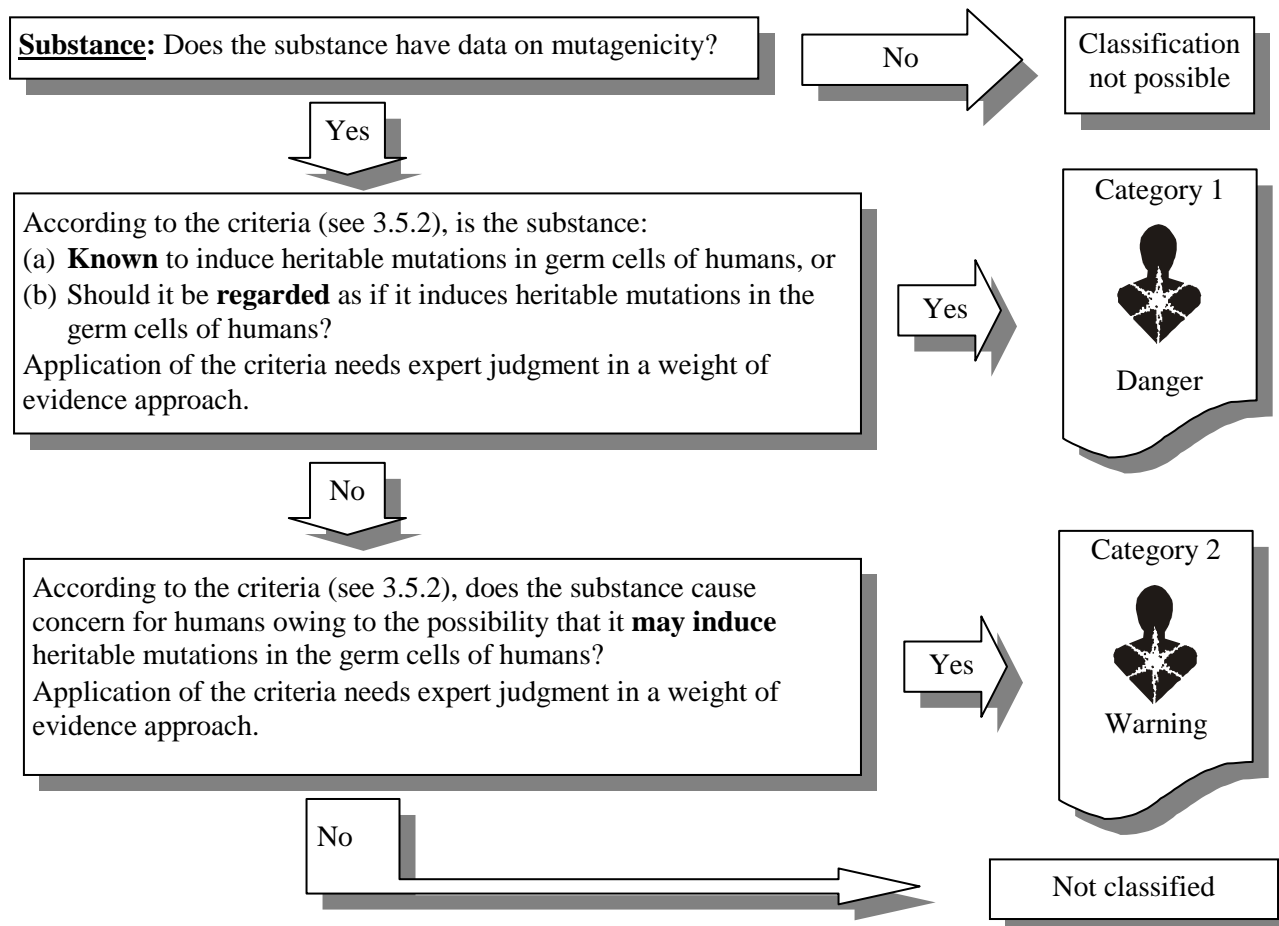 Substance: Does the substance have data on mutagenicity?
No
Classification
not possible
Yes
According to the criteria (see 3.5.2), is the substance:
(a) Known to induce heritable mutations in germ cells of humans, or
(b) Should it be regarded as if it induces heritable mutations in the
germ cells of humans?
Application of the criteria needs expert judgment in a weight of
evidence approach.
Yes
Category 1
Danger
No
According to the criteria (see 3.5.2), does the substance cause
concern for humans owing to the possibility that it may induce
heritable mutations in the germ cells of humans?
Application of the criteria needs expert judgment in a weight of
evidence approach.
Yes
Category 2
Warning
No
Not classified